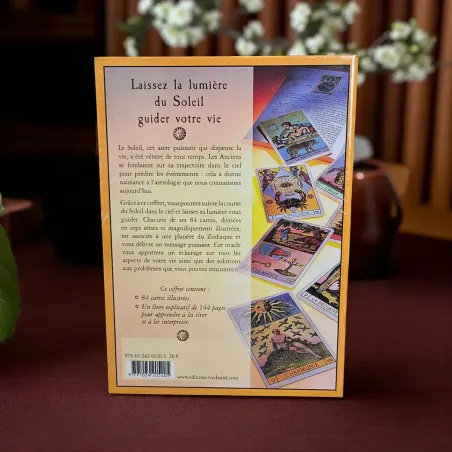 Laissez la lumière
du Soleil
guider votre vie
Le Soleil, cet astre puissant qui dispense la
vie, a été vénéré de tout temps. Les Anciens
se fondaient sur sa trajectoire dans le ciel
pour prédire les événements : cela a donné
naissance à l'astrologie que nous connaissons
aujourd'hui.
Grâce à ce coffret, vous pourrez suivre la course
du Soleil dans le ciel et laisser sa lumière vous
guider. Chacune de ses 84 cartes, divisées
en sept séries et magnifiquement illustrées,
est associée à une planète du Zodiaque et
vous délivre un message puissant. Cet oracle
vous apportera un éclairage sur tous les
aspects de votre vie ainsi que des solutions
aux problèmes que vous pouvez rencontrer.
Ce coffret contient :
84 cartes illustrées.
Un livre explicatif de 144 pages
pour apprendre à les tirer
et à les interpréter.
26 €
L'HARMONIE